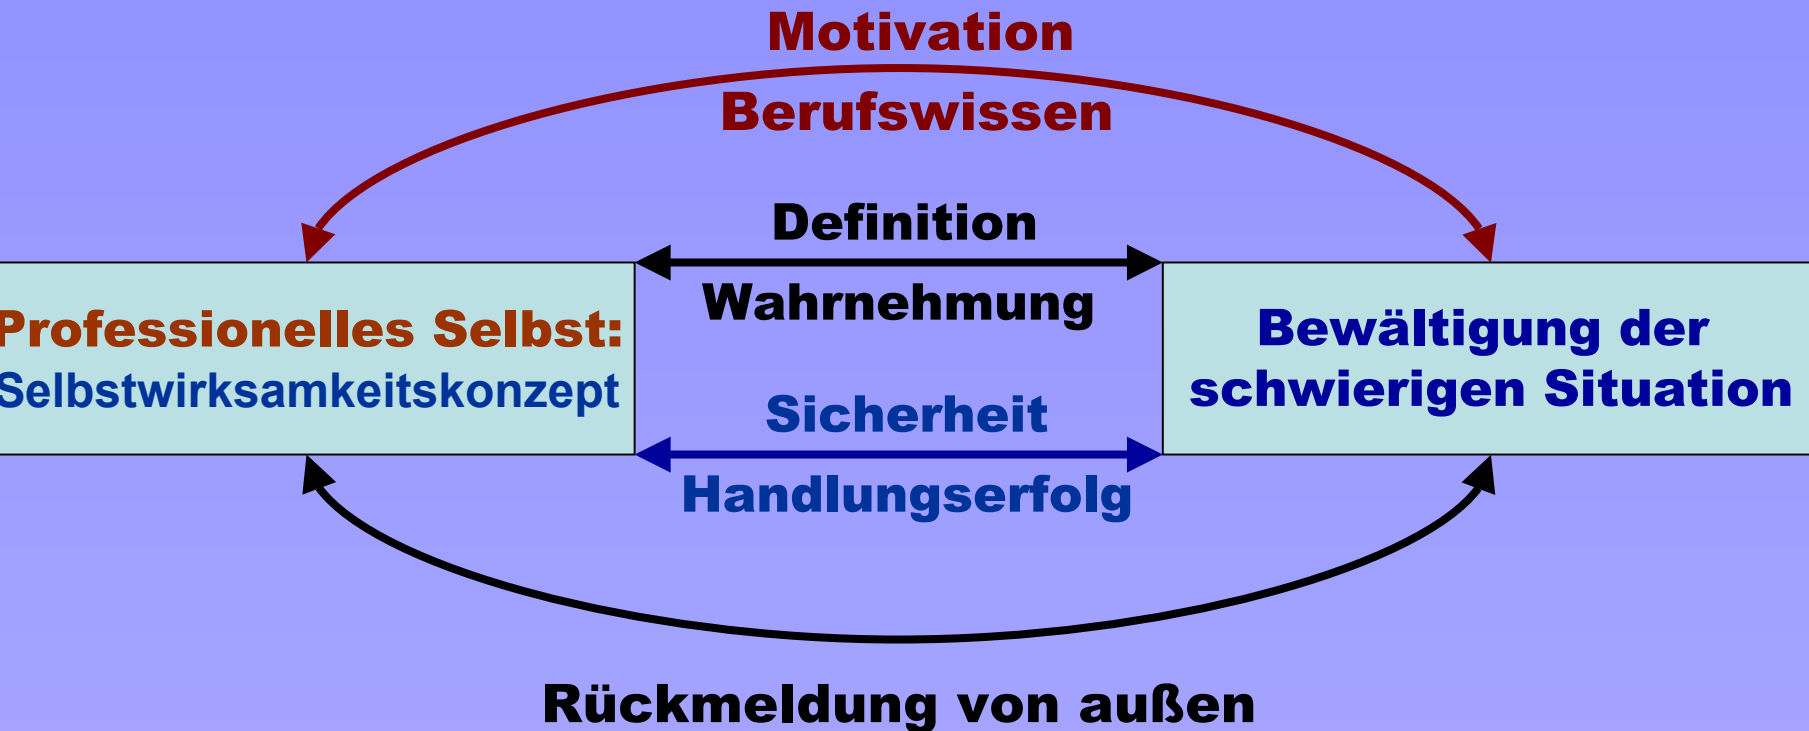 Motivation
Berufswissen
Definition
Wahrnehmung
Professionelles Selbst:
Selbstwirksamkeitskonzept
Bewältigung der
schwierigen Situation
Sicherheit
Handlungserfolg
Rückmeldung von außen